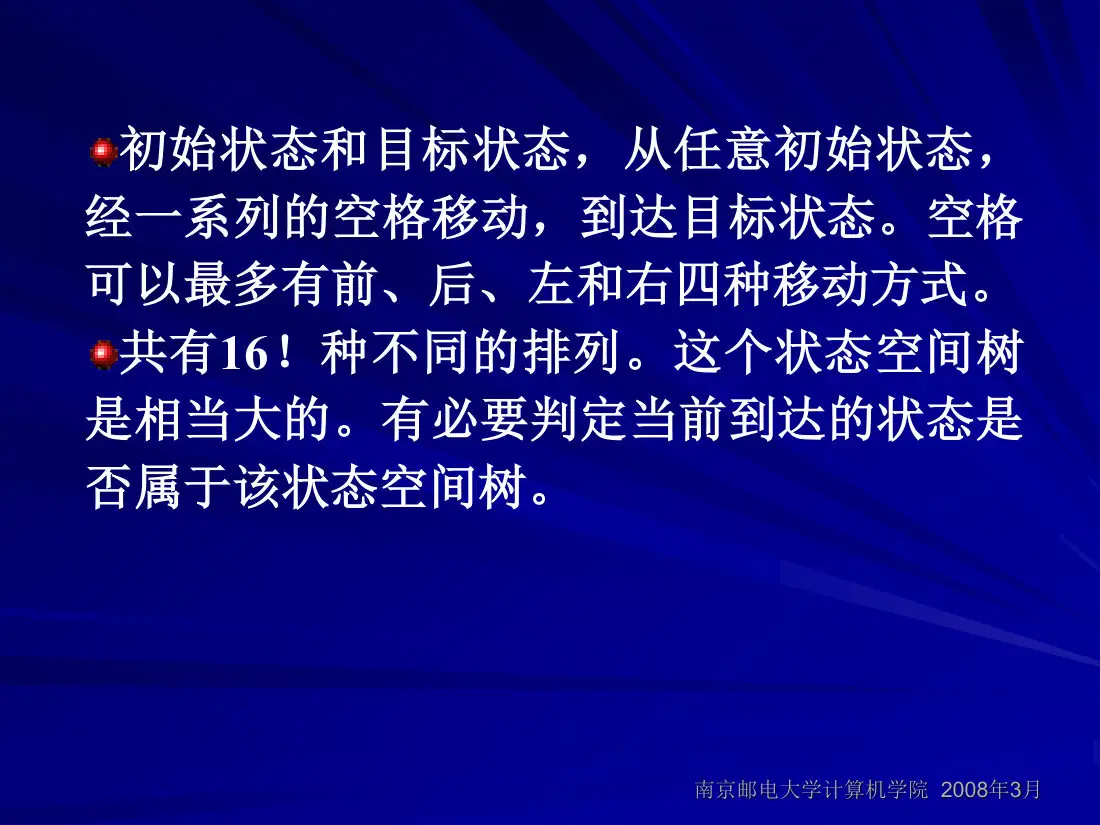 初始状态和目标状态，从任意初始状态，
经一系列的空格移动，到达目标状态。空格
可以最多有前、后、左和右四种移动方式。
共有16！种不同的排列。这个状态空间树
是相当大的。有必要判定当前到达的状态是
否属于该状态空间树。
南京邮电大学计算机学院 2008年3月